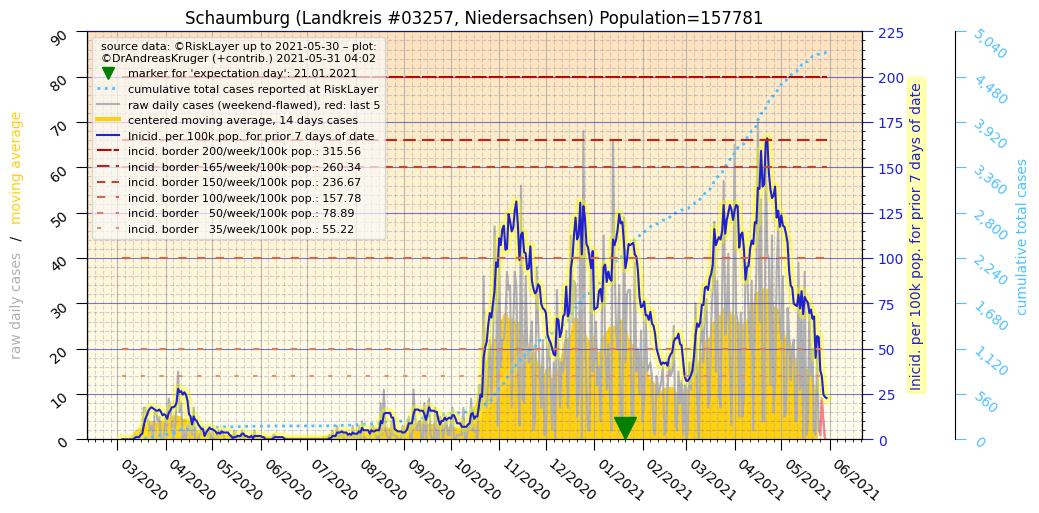 Schaumburg (Landkreis #03257, Niedersachsen) Population=157781
source data: ©RiskLayer up to 2021-05-30 – plot:
©DrAndreasKruger (+contrib.) 2021-05-31 04:02
marker for 'expectation day': 21.01.2021
cumulative total cases reported at RiskLayer
raw daily cases (weekend-flawed), red: last 5
centered moving average, 14 days cases
Inicid. per 100k pop. for prior 7 days of date
incid. border 200/week/100k pop.: 315.56
incid. border 165/week/100k pop.: 260.34
incid. border 150/week/100k pop.: 236.67
incid. border 100/week/100k pop.: 157.78
incid. border   50/week/100k pop.: 78.89
incid. border   35/week/100k pop.: 55.22
raw daily cases / moving average
90
80
70
60
50
40
30
20
10
0
225
200
175
150
125
100
75
50
25
0
Inicid. per 100k pop. for prior 7 days of date
5,040
4,480
3,920
3,360
2,800
2,240
1,680
1,120
560
0
cumulative total cases
03/2020
04/2020
05/2020
06/2020
07/2020
08/2020
09/2020
10/2020
11/2020
12/2020
01/2021
02/2021
03/2021
04/2021
05/2021
06/2021